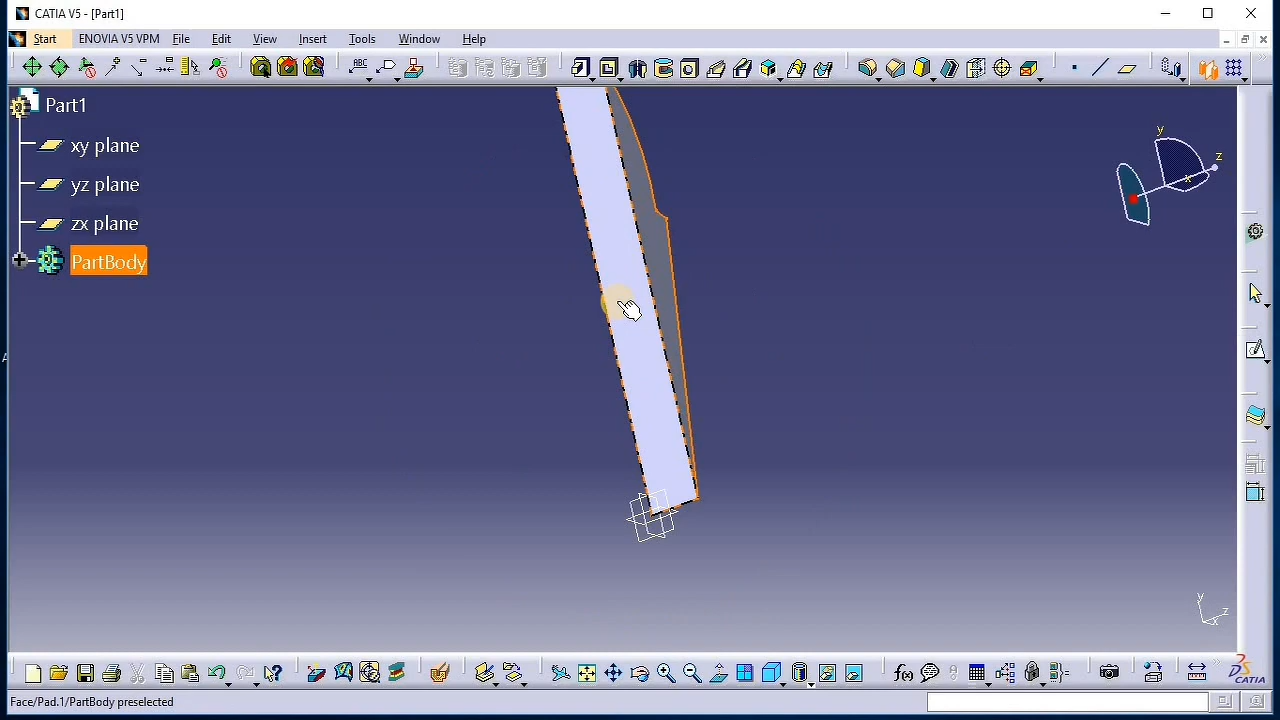 CATIA V5 - [Part1]
Start ENOVIA V5 VPM File Edit View Insert Tools Window Help
ABC
Part1
xy plane
yz plane
zx plane
PartBody
y
z
x
y
z
x
f(x)
CATIA
Face/Pad.1/PartBody preselected